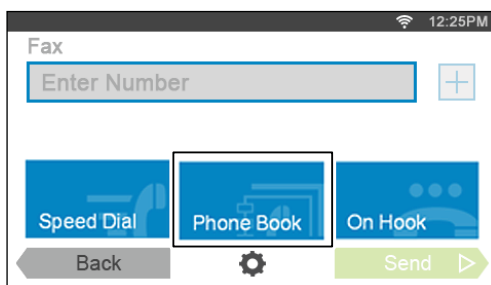 12:25PM
Fax
Enter Number
Speed Dial Phone Book On Hook
Back Send